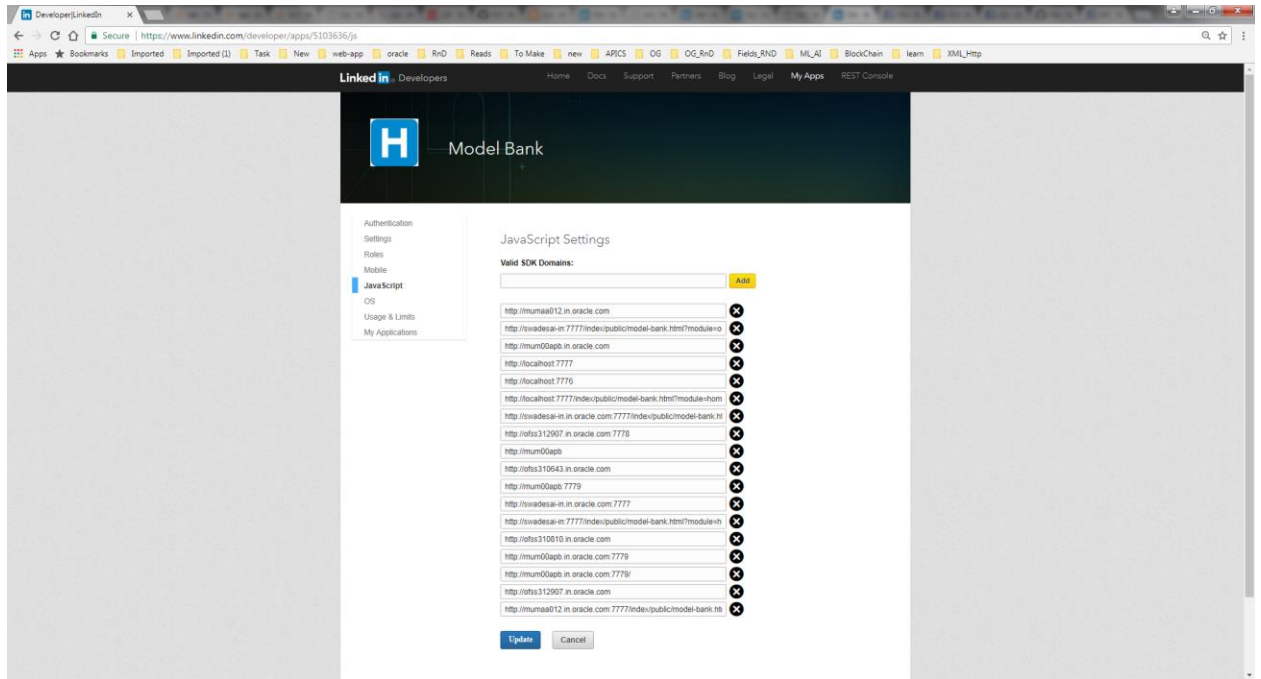 Developer|LinkedIn
Secure | https://www.linkedin.com/developer/apps/5103636/js
Apps Bookmarks Imported Imported (1) Task New web-app oracle RnD Reads To Make new APICS OG OG_RnD Fields_RND ML_AI BlockChain learn XML_Http
Linked in Developers Home Docs Support Partners Blog Legal My Apps REST Console
H
Model Bank
Authentication
Settings
Roles
Mobile
JavaScript
OS
Usage & Limits
My Applications
JavaScript Settings
Valid SDK Domains:
Add
http://mumaa012.in.oracle.com
http://swadesai-in:7777/index/public/model-bank.html?module=o
http://mum00apb.in.oracle.com
http://localhost:7777
http://localhost:7776
http://localhost:7777/index/public/model-bank.html?module=hom
http://swadesai-in.in.oracle.com:7777/index/public/model-bank.ht
http://ofss312907.in.oracle.com:7778
http://mum00apb
http://ofss310643.in.oracle.com
http://mum00apb:7779
http://swadesai-in.in.oracle.com:7777
http://swadesai-in:7777/index/public/model-bank.html?module=h
http://ofss310810.in.oracle.com
http://mum00apb.in.oracle.com:7779
http://mum00apb.in.oracle.com:7779/
http://ofss312907.in.oracle.com
http://mumaa012.in.oracle.com:7777/index/public/model-bank.htt
Update Cancel